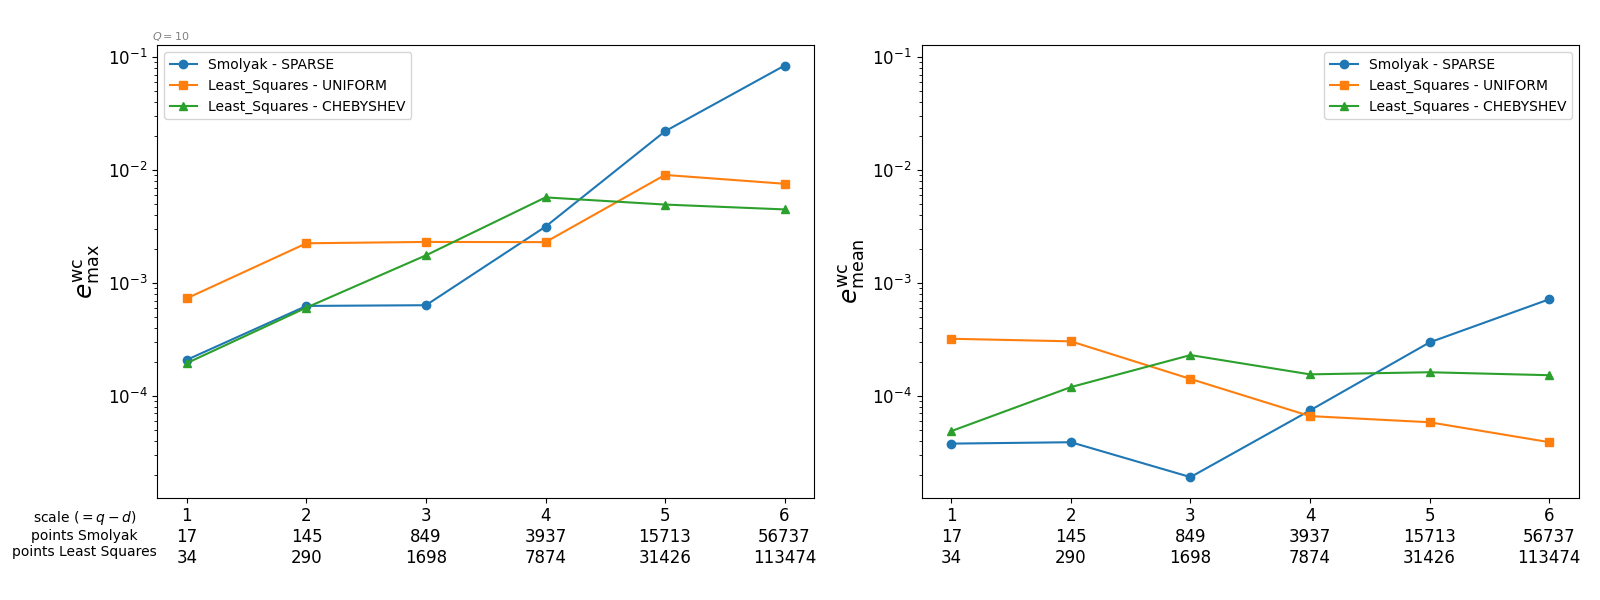 Q = 10
10⁻¹
10⁻²
10⁻³
10⁻⁴
e^wc_max
Smolyak - SPARSE
Least_Squares - UNIFORM
Least_Squares - CHEBYSHEV
scale (= q − d)
1 2 3 4 5 6
points Smolyak
17 145 849 3937 15713 56737
points Least Squares
34 290 1698 7874 31426 113474
10⁻¹
10⁻²
10⁻³
10⁻⁴
e^wc_mean
Smolyak - SPARSE
Least_Squares - UNIFORM
Least_Squares - CHEBYSHEV
1 2 3 4 5 6
17 145 849 3937 15713 56737
34 290 1698 7874 31426 113474